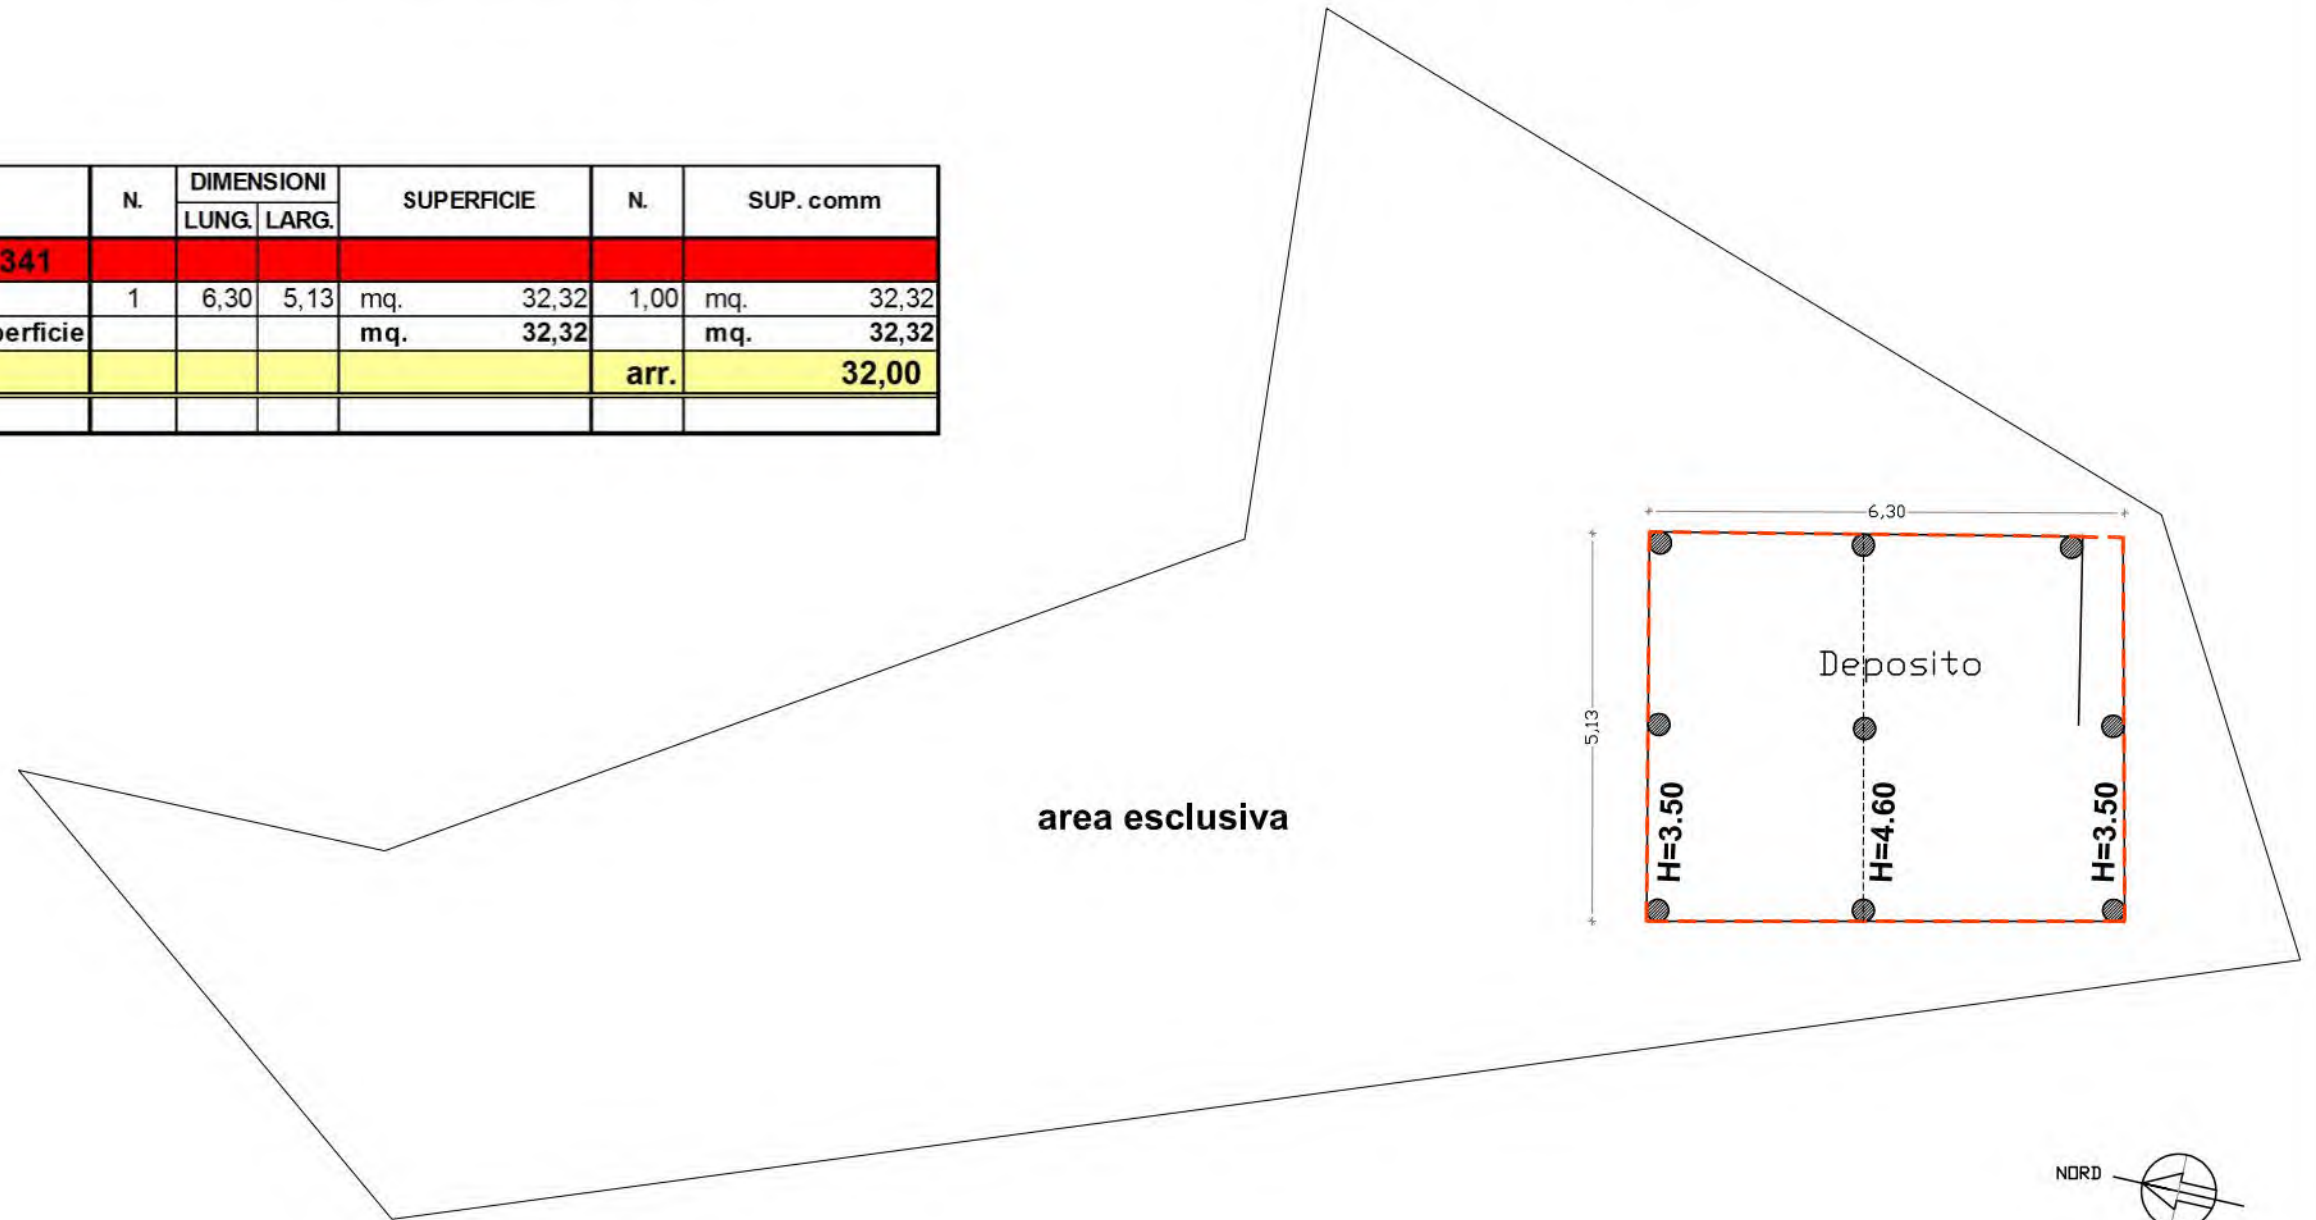 N. DIMENSIONI SUPERFICIE N. SUP. comm
LUNG. LARG.
341
1 6,30 5,13 mq. 32,32 1,00 mq. 32,32
perficie mq. 32,32 mq. 32,32
arr. 32,00
6,30
Deposito
5,13
H=3.50 H=4.60 H=3.50
area esclusiva
NORD